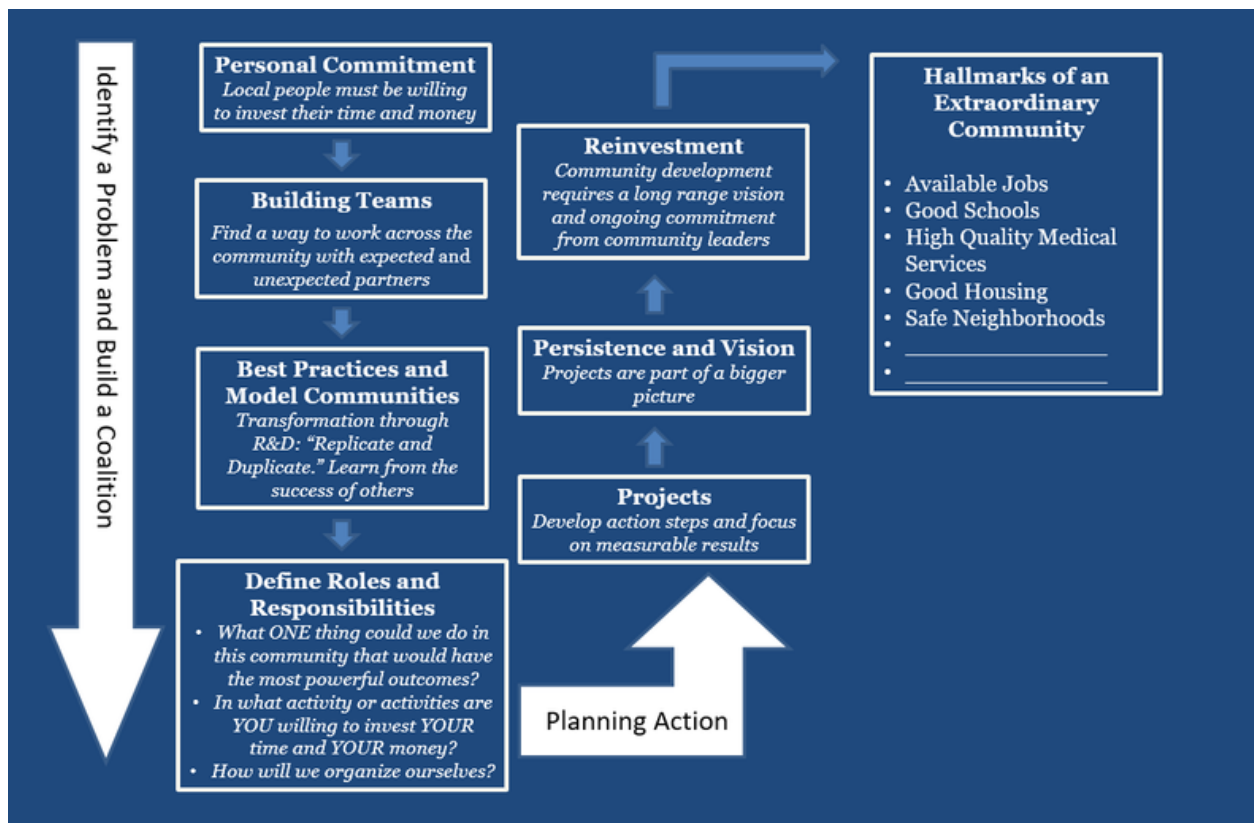 Identify a Problem and Build a Coalition
Personal Commitment
Local people must be willing
to invest their time and money
Building Teams
Find a way to work across the
community with expected and
unexpected partners
Best Practices and
Model Communities
Transformation through
R&D: “Replicate and
Duplicate.” Learn from the
success of others
Define Roles and
Responsibilities
• What ONE thing could we do in
this community that would have
the most powerful outcomes?
• In what activity or activities are
YOU willing to invest YOUR
time and YOUR money?
• How will we organize ourselves?
Planning Action
Projects
Develop action steps and focus
on measurable results
Persistence and Vision
Projects are part of a bigger
picture
Reinvestment
Community development
requires a long range vision
and ongoing commitment
from community leaders
Hallmarks of an
Extraordinary
Community
• Available Jobs
• Good Schools
• High Quality Medical
Services
• Good Housing
• Safe Neighborhoods
• ____________________
• ____________________